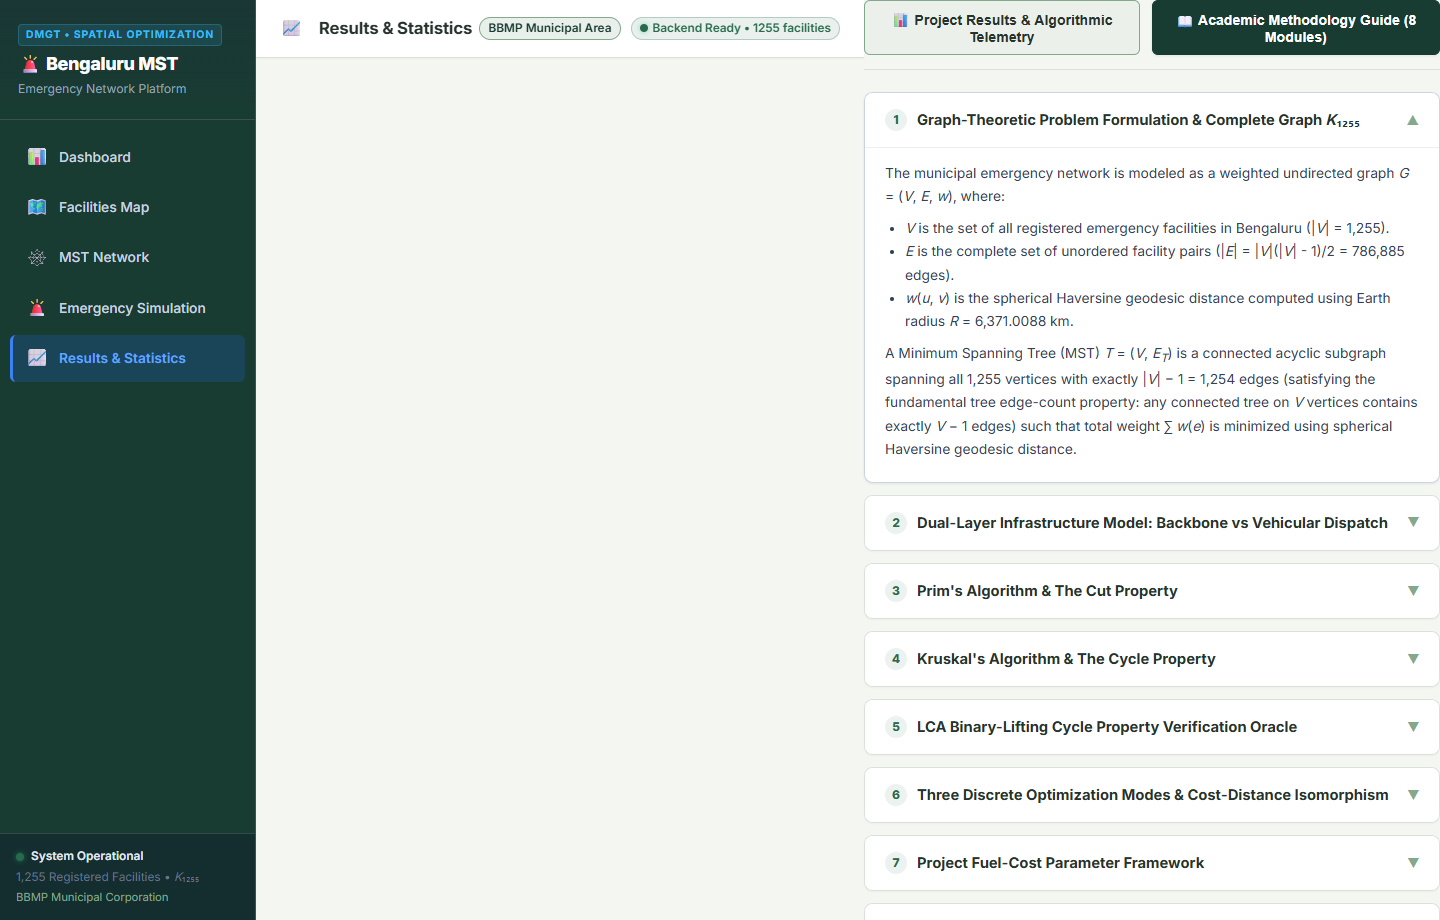 DMGT • SPATIAL OPTIMIZATION
Bengaluru MST
Emergency Network Platform
Dashboard
Facilities Map
MST Network
Emergency Simulation
Results & Statistics
System Operational
1,255 Registered Facilities • K₁₂₅₅
BBMP Municipal Corporation
Results & Statistics
BBMP Municipal Area
Backend Ready • 1255 facilities
Project Results & Algorithmic
Telemetry
Academic Methodology Guide (8
Modules)
1 Graph-Theoretic Problem Formulation & Complete Graph K₁₂₅₅ ▲
The municipal emergency network is modeled as a weighted undirected graph G
= (V, E, w), where:
• V is the set of all registered emergency facilities in Bengaluru (|V| = 1,255).
• E is the complete set of unordered facility pairs (|E| = |V|(|V| - 1)/2 = 786,885
edges).
• w(u, v) is the spherical Haversine geodesic distance computed using Earth
radius R = 6,371.0088 km.
A Minimum Spanning Tree (MST) T = (V, E_T) is a connected acyclic subgraph
spanning all 1,255 vertices with exactly |V| − 1 = 1,254 edges (satisfying the
fundamental tree edge-count property: any connected tree on V vertices contains
exactly V − 1 edges) such that total weight ∑ w(e) is minimized using spherical
Haversine geodesic distance.
2 Dual-Layer Infrastructure Model: Backbone vs Vehicular Dispatch ▼
3 Prim's Algorithm & The Cut Property ▼
4 Kruskal's Algorithm & The Cycle Property ▼
5 LCA Binary-Lifting Cycle Property Verification Oracle ▼
6 Three Discrete Optimization Modes & Cost-Distance Isomorphism ▼
7 Project Fuel-Cost Parameter Framework ▼